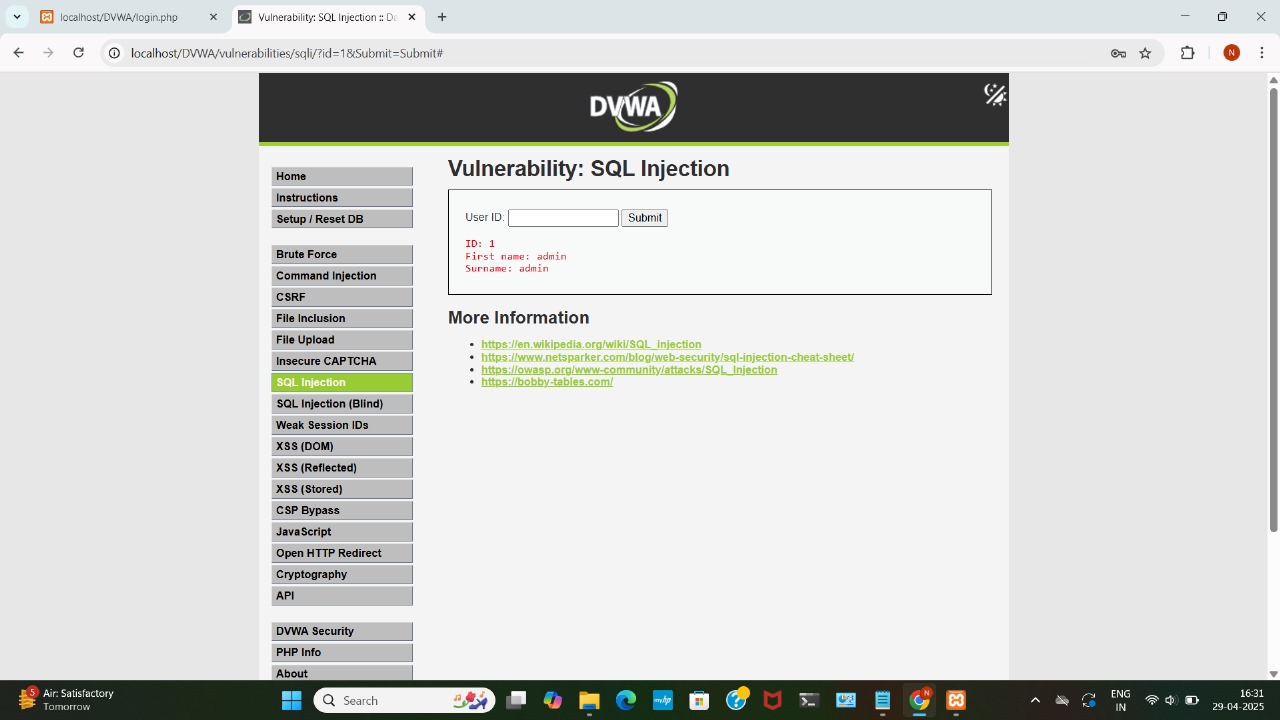 localhost/DVWA/login.php
Vulnerability: SQL Injection :: Da
localhost/DVWA/vulnerabilities/sqli/?id=1&Submit=Submit#
N
DVWA
Home
Instructions
Setup / Reset DB
Brute Force
Command Injection
CSRF
File Inclusion
File Upload
Insecure CAPTCHA
SQL Injection
SQL Injection (Blind)
Weak Session IDs
XSS (DOM)
XSS (Reflected)
XSS (Stored)
CSP Bypass
JavaScript
Open HTTP Redirect
Cryptography
API
DVWA Security
PHP Info
About
Vulnerability: SQL Injection
User ID: Submit
ID: 1
First name: admin
Surname: admin
More Information
https://en.wikipedia.org/wiki/SQL_injection
https://www.netsparker.com/blog/web-security/sql-injection-cheat-sheet/
https://owasp.org/www-community/attacks/SQL_Injection
https://bobby-tables.com/
5
Air: Satisfactory
Tomorrow
Search
myhp
N
ENG
IN
16:31
29-04-2025